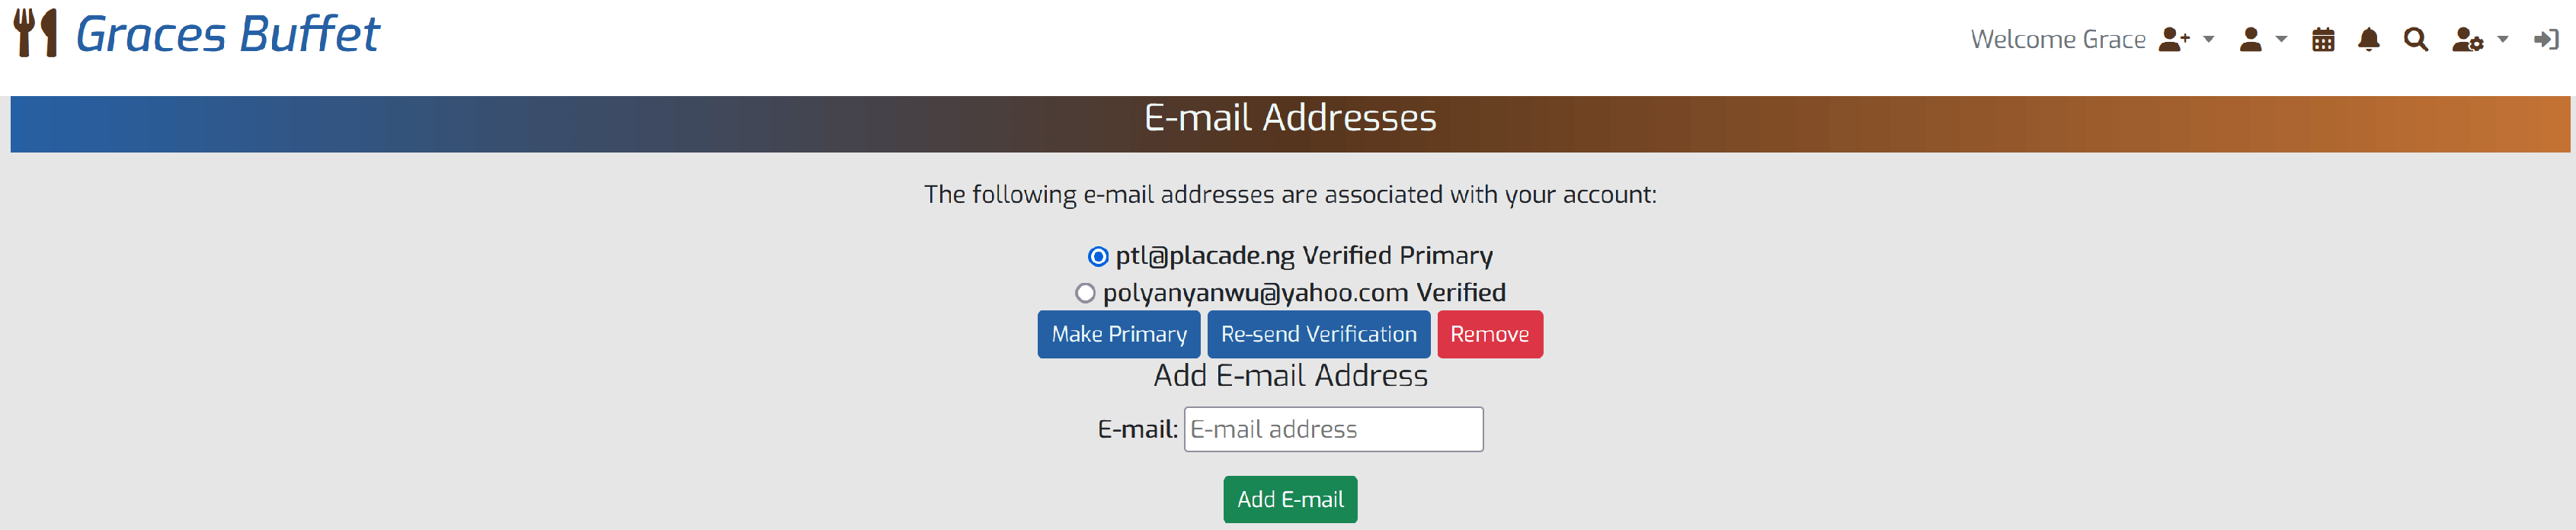 Graces Buffet
Welcome Grace
E-mail Addresses
The following e-mail addresses are associated with your account:
ptl@placade.ng Verified Primary
polyanyanwu@yahoo.com Verified
Make Primary Re-send Verification Remove
Add E-mail Address
E-mail: E-mail address
Add E-mail